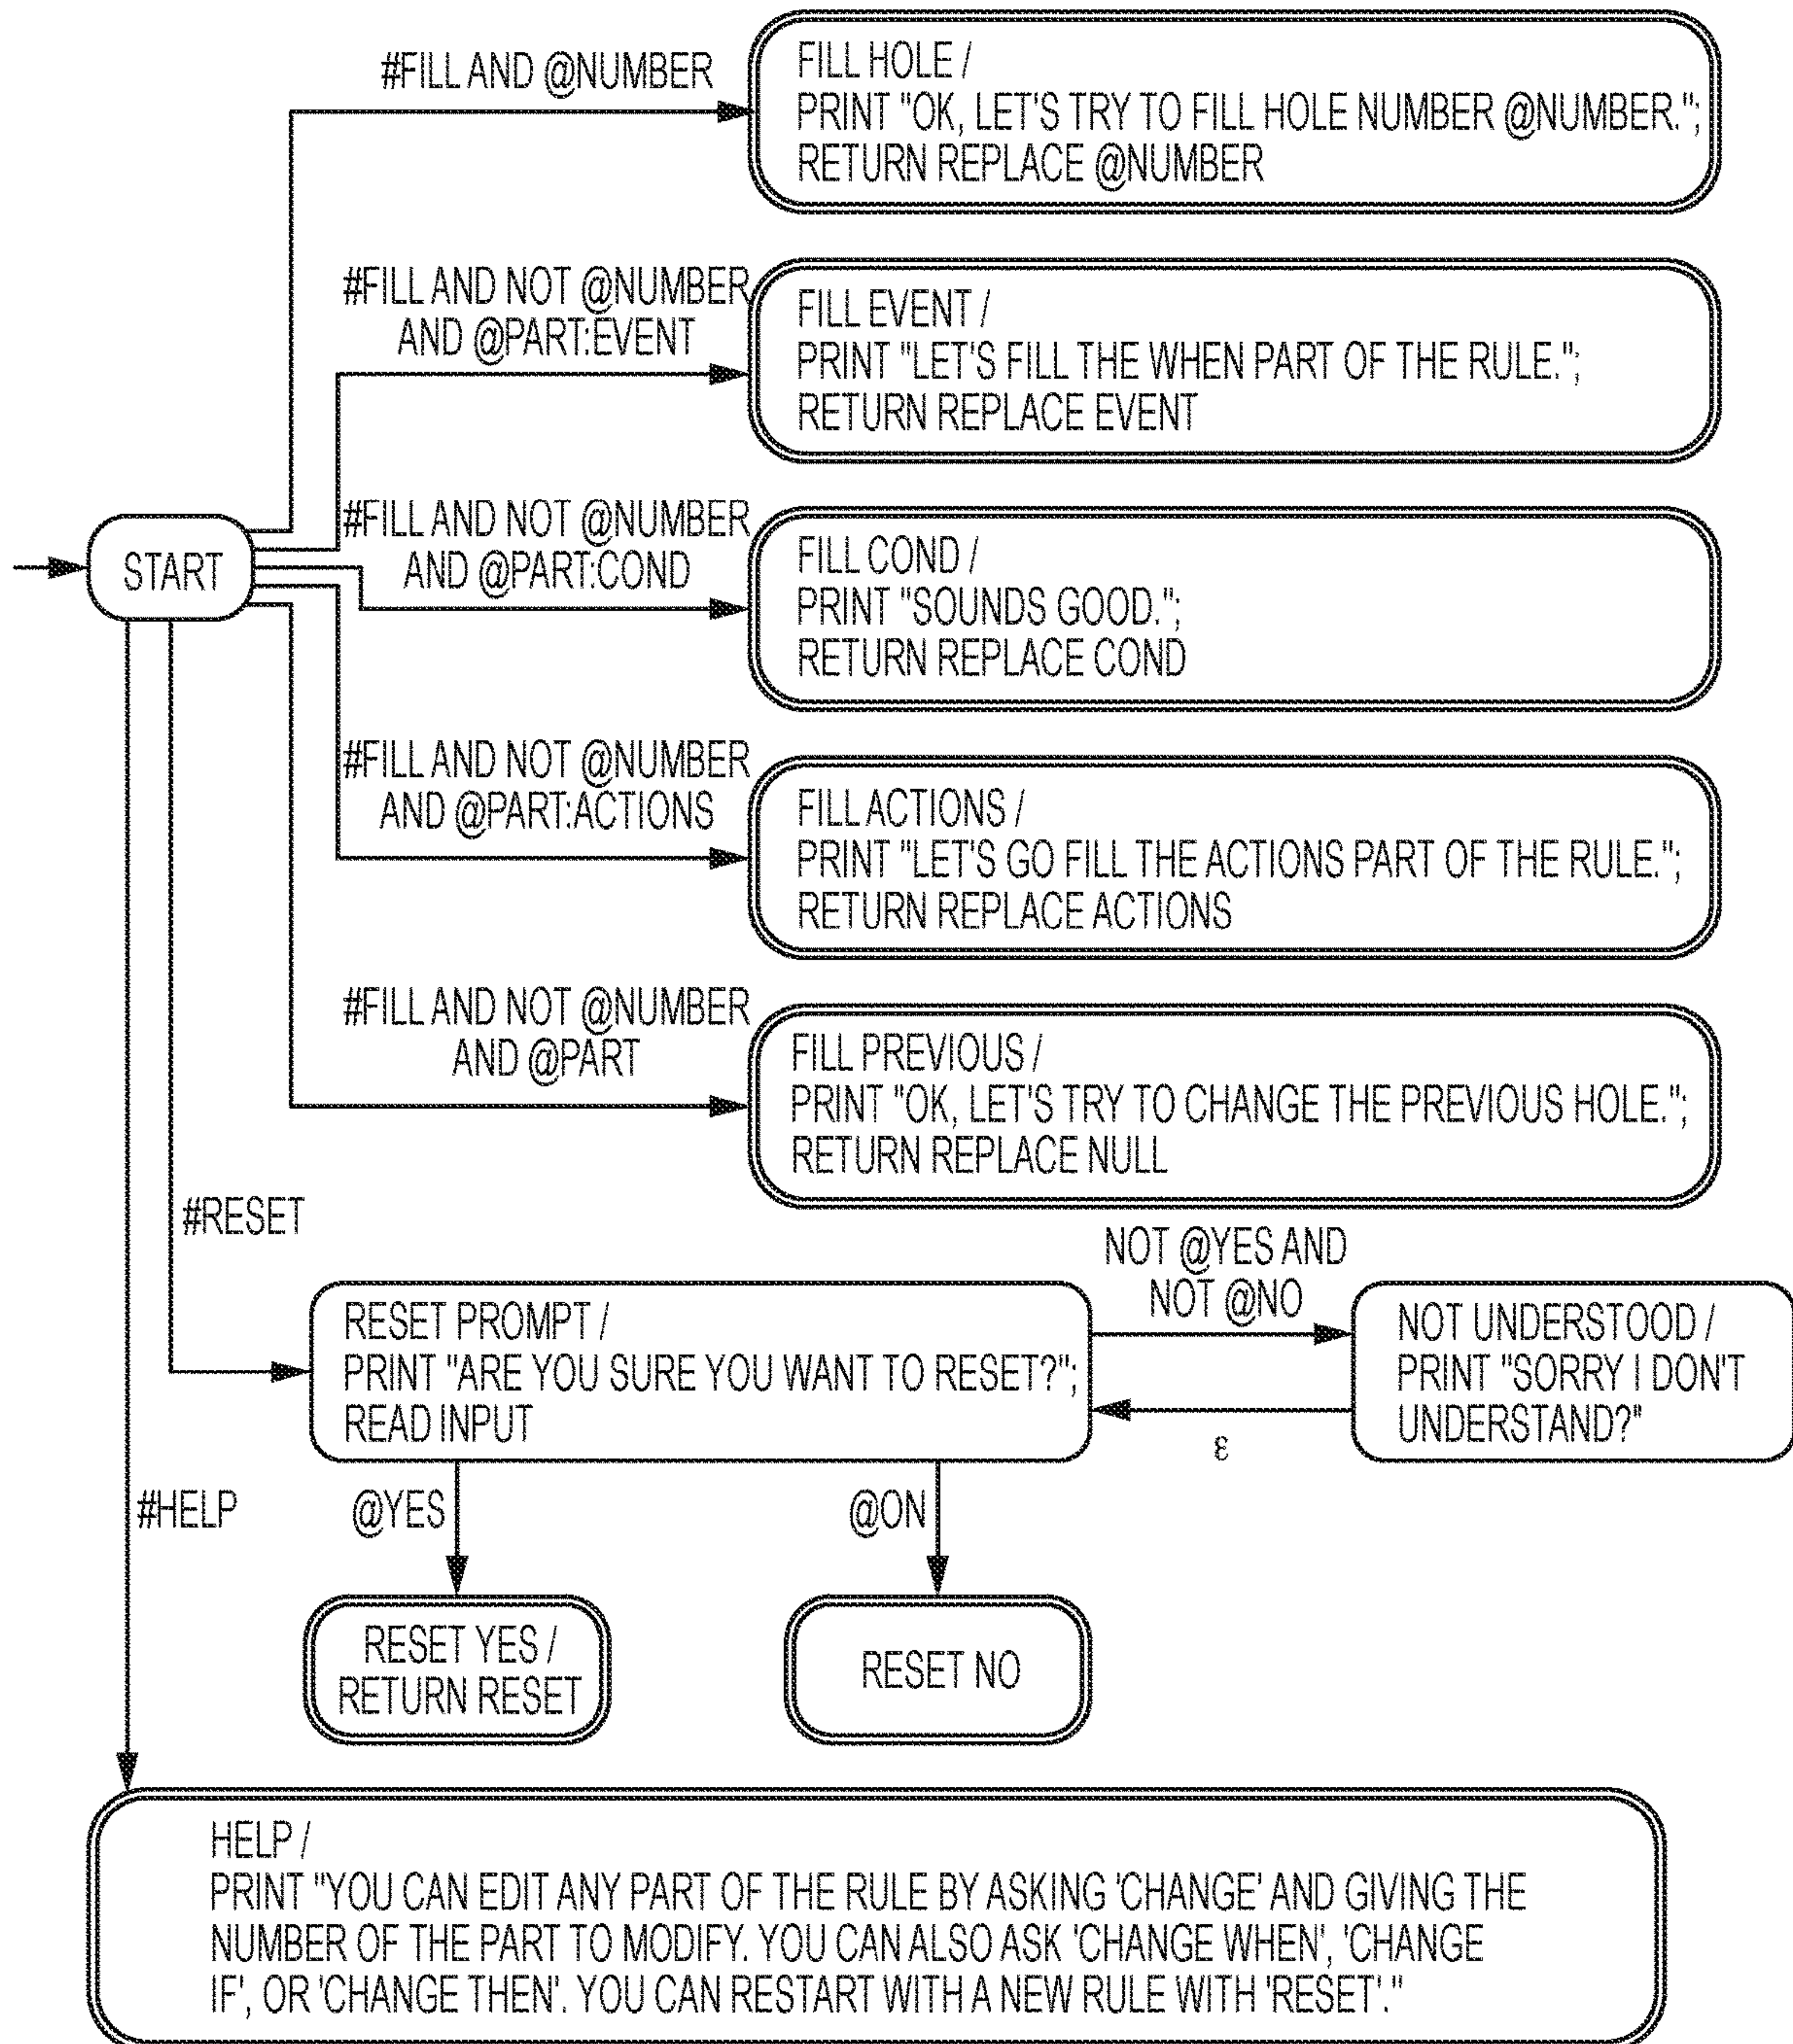 #FILL AND @NUMBER
FILL HOLE /
PRINT "OK, LET'S TRY TO FILL HOLE NUMBER @NUMBER.";
RETURN REPLACE @NUMBER
#FILL AND NOT @NUMBER
AND @PART:EVENT
FILL EVENT /
PRINT "LET'S FILL THE WHEN PART OF THE RULE.";
RETURN REPLACE EVENT
START
#FILL AND NOT @NUMBER
AND @PART:COND
FILL COND /
PRINT "SOUNDS GOOD.";
RETURN REPLACE COND
#FILL AND NOT @NUMBER
AND @PART:ACTIONS
FILL ACTIONS /
PRINT "LET'S GO FILL THE ACTIONS PART OF THE RULE.";
RETURN REPLACE ACTIONS
#FILL AND NOT @NUMBER
AND @PART
FILL PREVIOUS /
PRINT "OK, LET'S TRY TO CHANGE THE PREVIOUS HOLE.";
RETURN REPLACE NULL
#RESET
RESET PROMPT /
PRINT "ARE YOU SURE YOU WANT TO RESET?";
READ INPUT
NOT @YES AND
NOT @NO
NOT UNDERSTOOD /
PRINT "SORRY I DON'T
UNDERSTAND?"
ε
#HELP
@YES
@ON
RESET YES /
RETURN RESET
RESET NO
HELP /
PRINT "YOU CAN EDIT ANY PART OF THE RULE BY ASKING 'CHANGE' AND GIVING THE
NUMBER OF THE PART TO MODIFY. YOU CAN ALSO ASK 'CHANGE WHEN', 'CHANGE
IF', OR 'CHANGE THEN'. YOU CAN RESTART WITH A NEW RULE WITH 'RESET'."